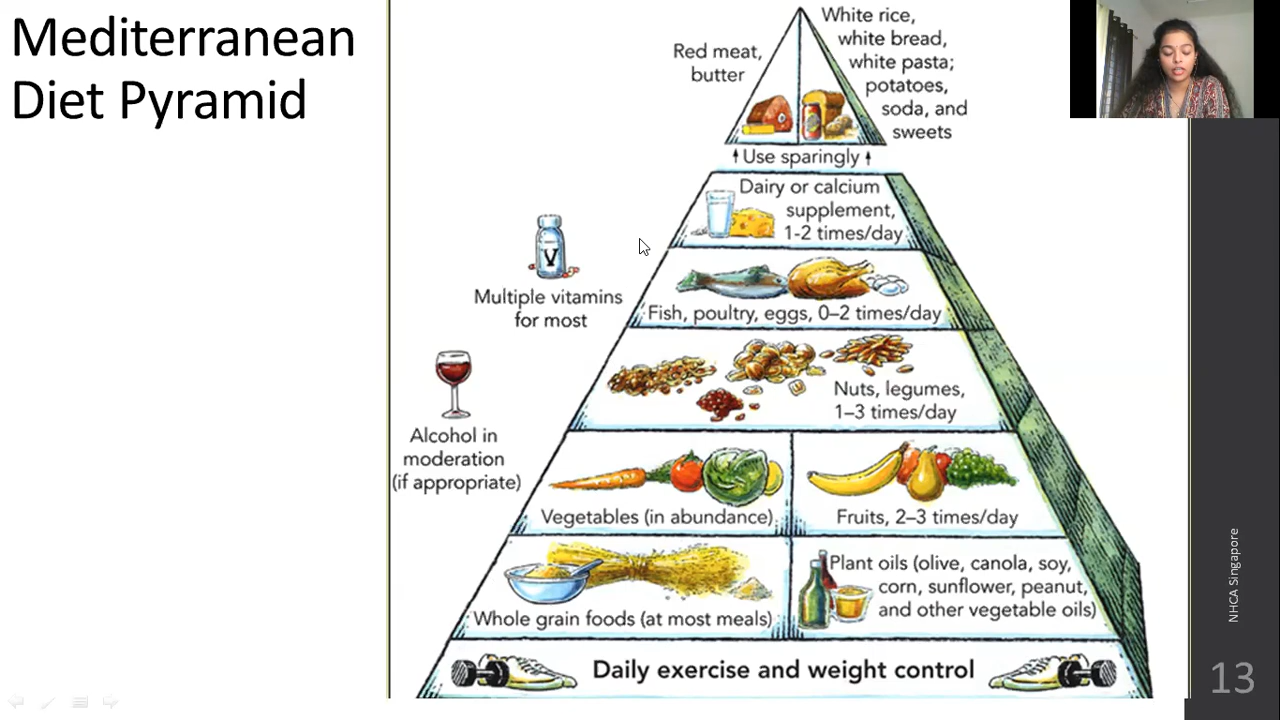 Mediterranean
Diet Pyramid
Red meat,
butter
White rice,
white bread,
white pasta;
potatoes,
soda, and
sweets
Use sparingly
Dairy or calcium
supplement,
1-2 times/day
V
Multiple vitamins
for most
Fish, poultry, eggs, 0–2 times/day
Nuts, legumes,
1–3 times/day
Alcohol in
moderation
(if appropriate)
Vegetables (in abundance)
Fruits, 2–3 times/day
Whole grain foods (at most meals)
Plant oils (olive, canola, soy,
corn, sunflower, peanut,
and other vegetable oils)
Daily exercise and weight control
NHCA Singapore
13